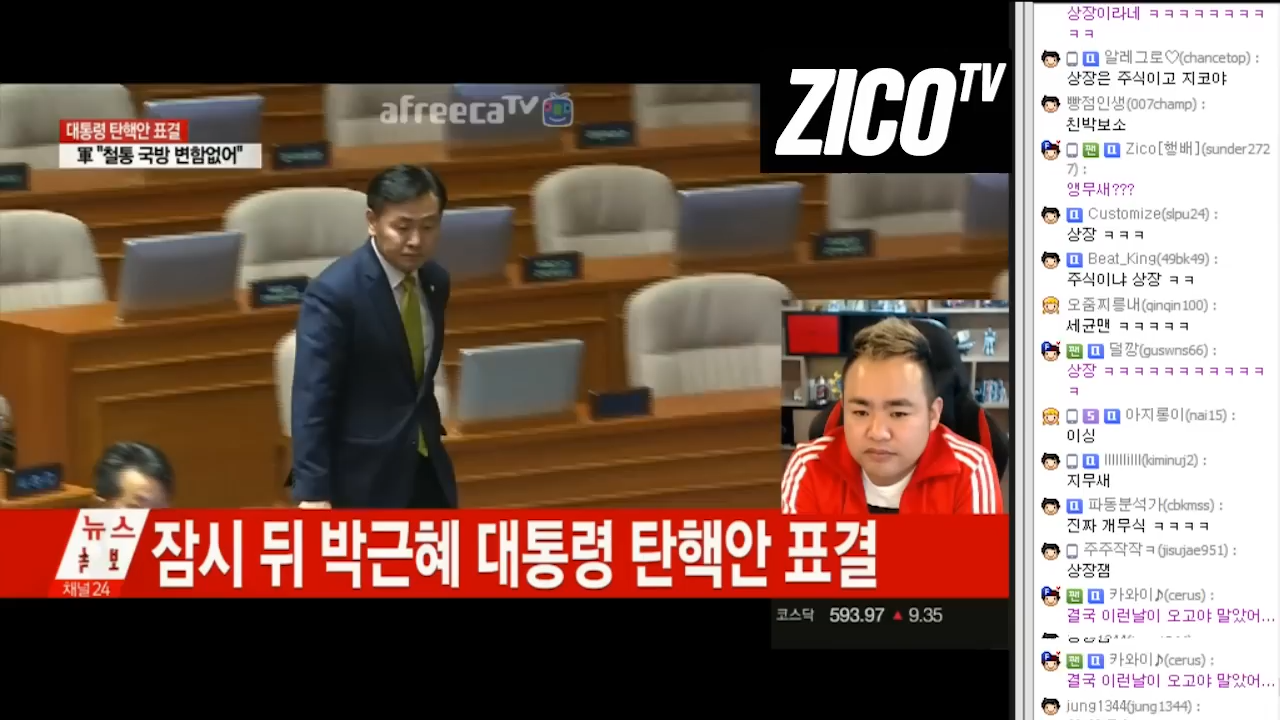 afreecaTV
대통령 탄핵안 표결
軍 "철통 국방 변함없어"
ZICO TV
뉴스
속보
채널24
잠시 뒤 박근혜 대통령 탄핵안 표결
코스닥 593.97 ▲ 9.35
상장이라네 ㅋㅋㅋㅋㅋㅋㅋㅋ
ㅋㅋ
알레그로♡(chancetop) :
상장은 주식이고 지코야
빵점인생(007champ) :
친박보소
Zico[행배](sunder272
7) :
앵무새???
Customize(slpu24) :
상장 ㅋㅋㅋ
Beat_King(49bk49) :
주식이냐 상장 ㅋㅋ
오줌찌릉내(qinqin100) :
세균맨 ㅋㅋㅋㅋㅋ
덜깡(guswns66) :
상장 ㅋㅋㅋㅋㅋㅋㅋㅋㅋㅋㅋ
ㅋ
아지롱이(nai15) :
이싱
llllllllll(kiminuj2) :
지무새
파동분석가(cbkmss) :
진짜 개무식 ㅋㅋㅋㅋ
주주작작ㅋ(jisujae951) :
상장잼
카와이♪(cerus) :
결국 이런날이 오고야 말았어...
카와이♪(cerus) :
결국 이런날이 오고야 말았어...
jung1344(jung1344) :